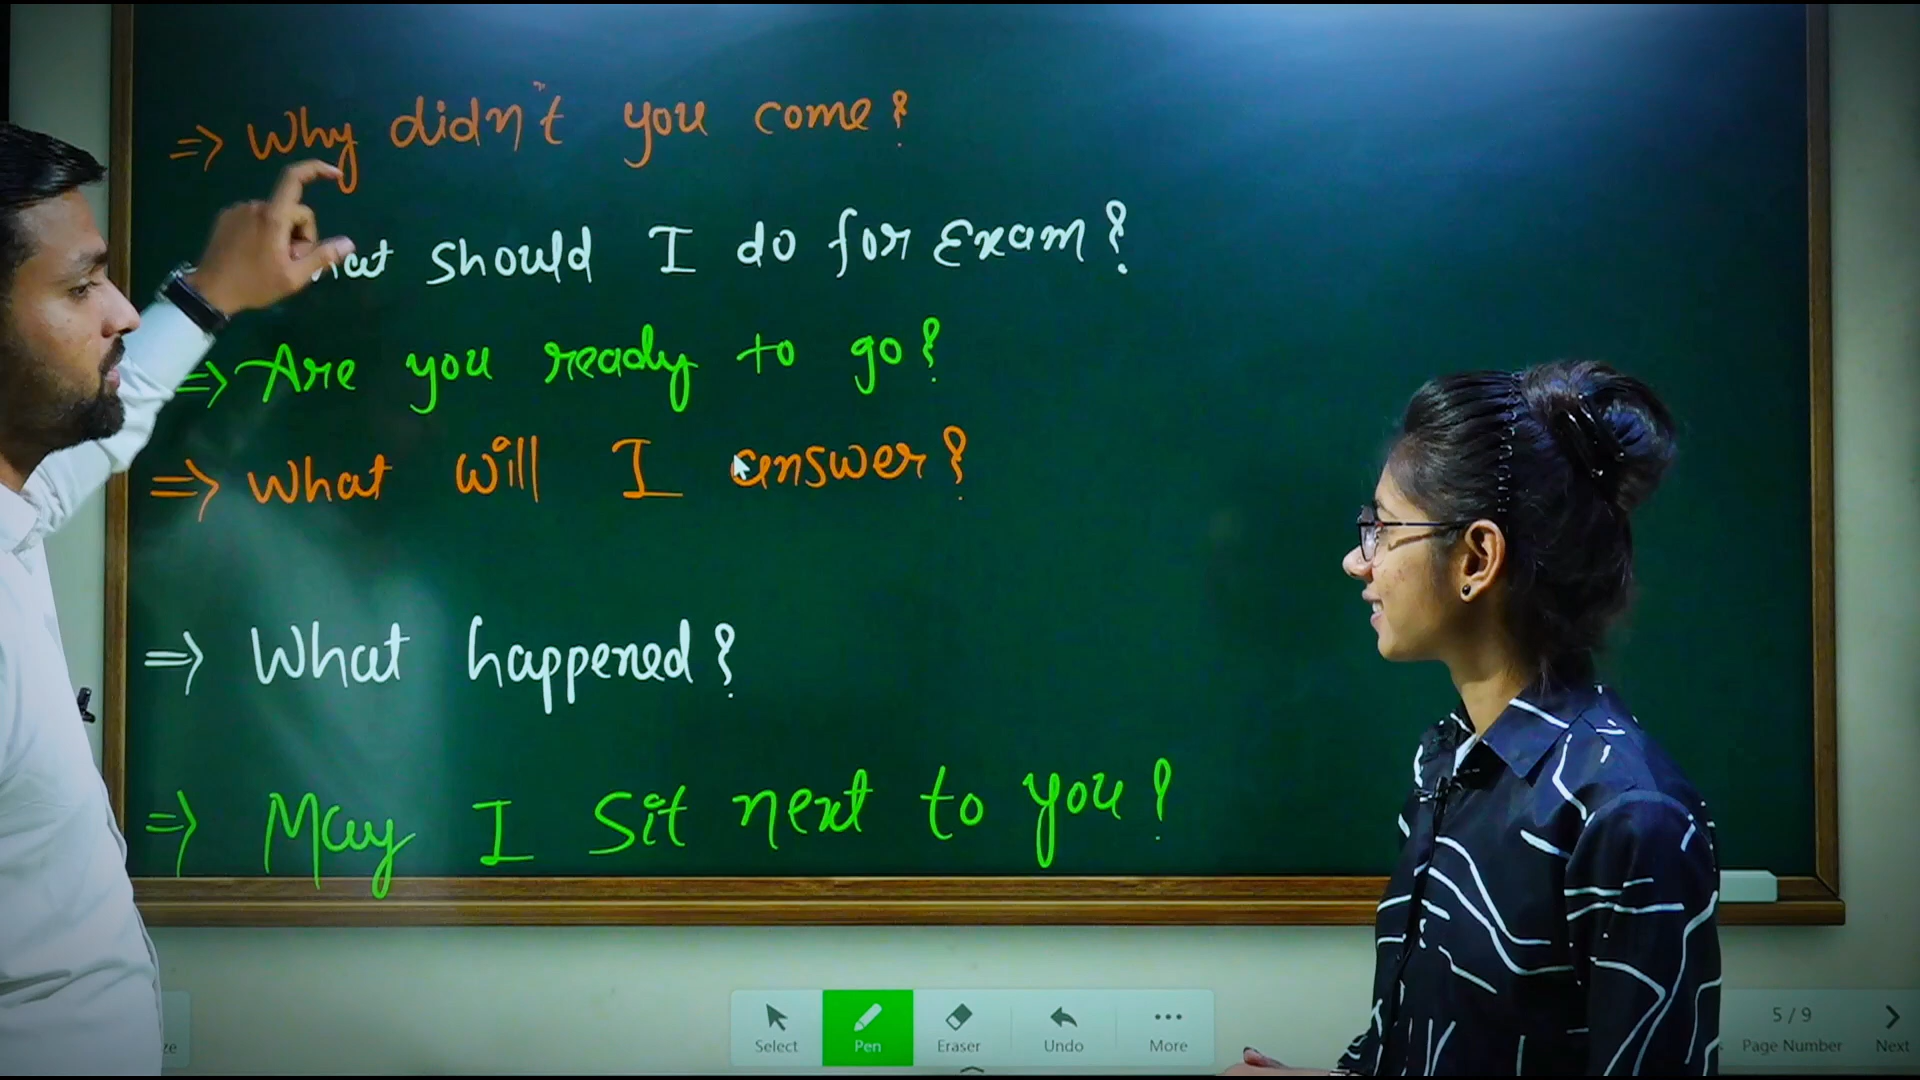 ⇒ Why didn't you come?
should I do for Exam?
⇒ Are you ready to go?
⇒ What will I answer?
⇒ What happened?
⇒ May I Sit next to you?
Select Pen Eraser Undo More
5 / 9
Page Number Next